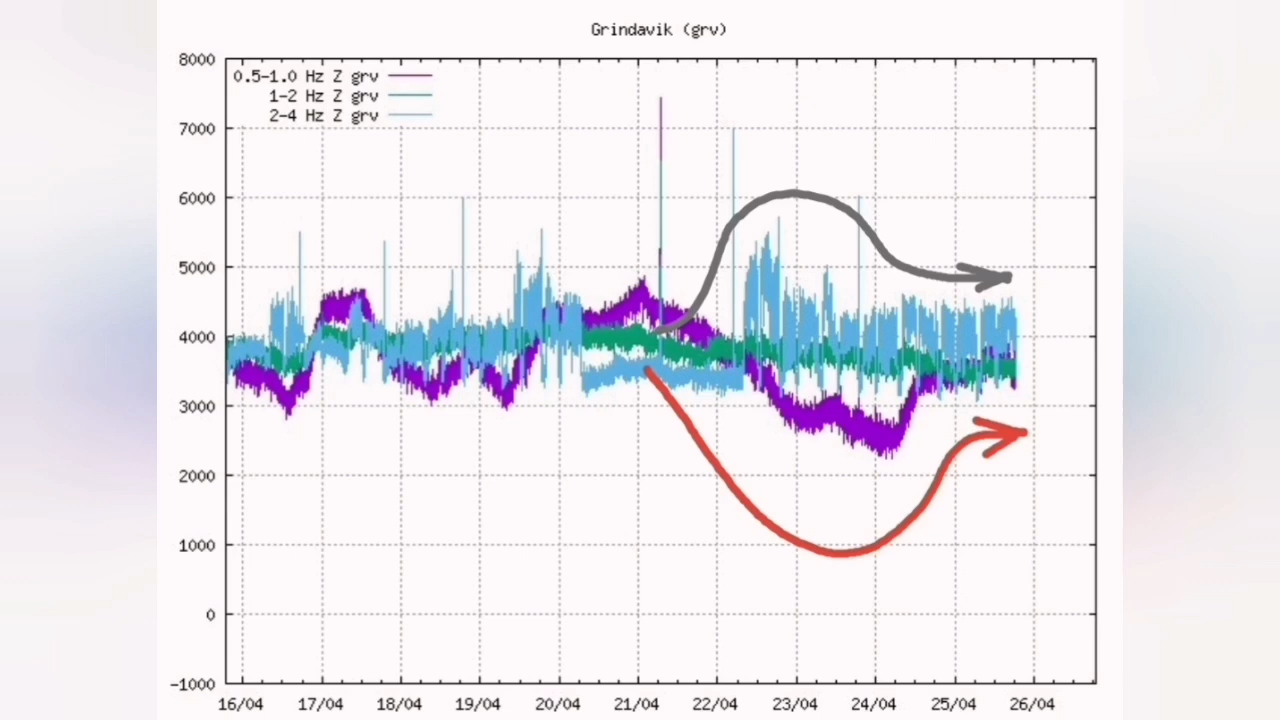 Grindavik (grv)
8000
0.5-1.0 Hz Z grv
1-2 Hz Z grv
2-4 Hz Z grv
7000
6000
5000
4000
3000
2000
1000
0
-1000
16/04 17/04 18/04 19/04 20/04 21/04 22/04 23/04 24/04 25/04 26/04